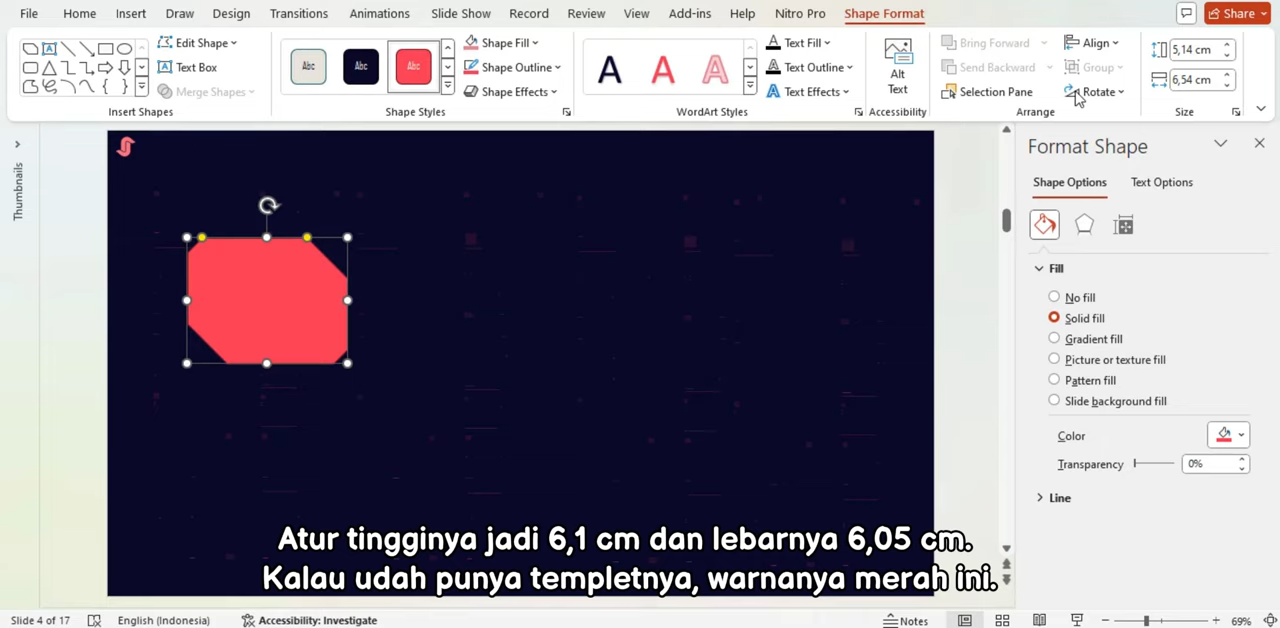 File Home Insert Draw Design Transitions Animations Slide Show Record Review View Add-ins Help Nitro Pro Shape Format Share
Edit Shape
Text Box
Merge Shapes
Insert Shapes
Abc Abc Abc
Shape Fill
Shape Outline
Shape Effects
Shape Styles
A A A
Text Fill
Text Outline
Text Effects
WordArt Styles
Alt
Text
Accessibility
Bring Forward
Send Backward
Selection Pane
Align
Group
Rotate
Arrange
5,14 cm
6,54 cm
Size
Thumbnails
Format Shape
Shape Options Text Options
Fill
No fill
Solid fill
Gradient fill
Picture or texture fill
Pattern fill
Slide background fill
Color
Transparency 0%
Line
Atur tingginya jadi 6,1 cm dan lebarnya 6,05 cm.
Kalau udah punya templetnya, warnanya merah ini.
Slide 4 of 17 English (Indonesia) Accessibility: Investigate Notes 69%